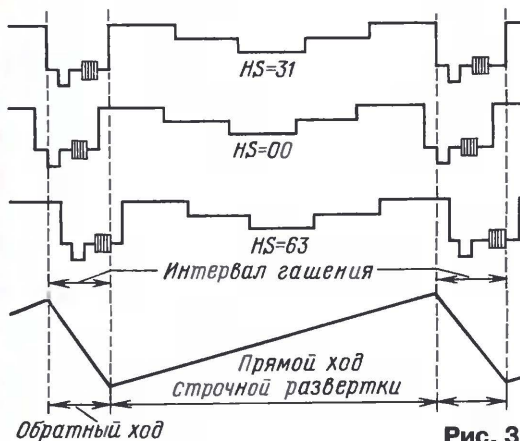 HS=31
HS=00
HS=63
Интервал гашения
Прямой ход
строчной развертки
Обратный ход
Рис. 3